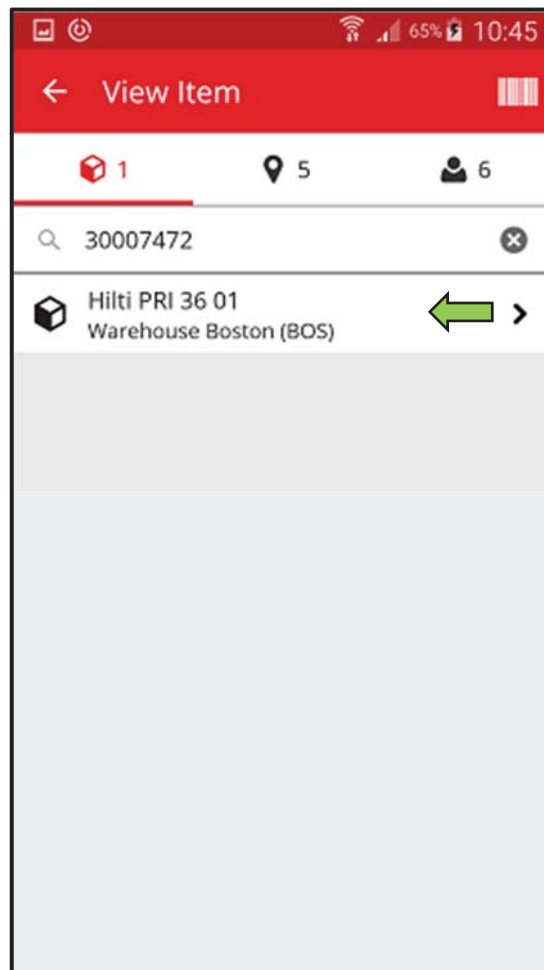 65% 10:45
View Item
1 5 6
30007472
Hilti PRI 36 01
Warehouse Boston (BOS)